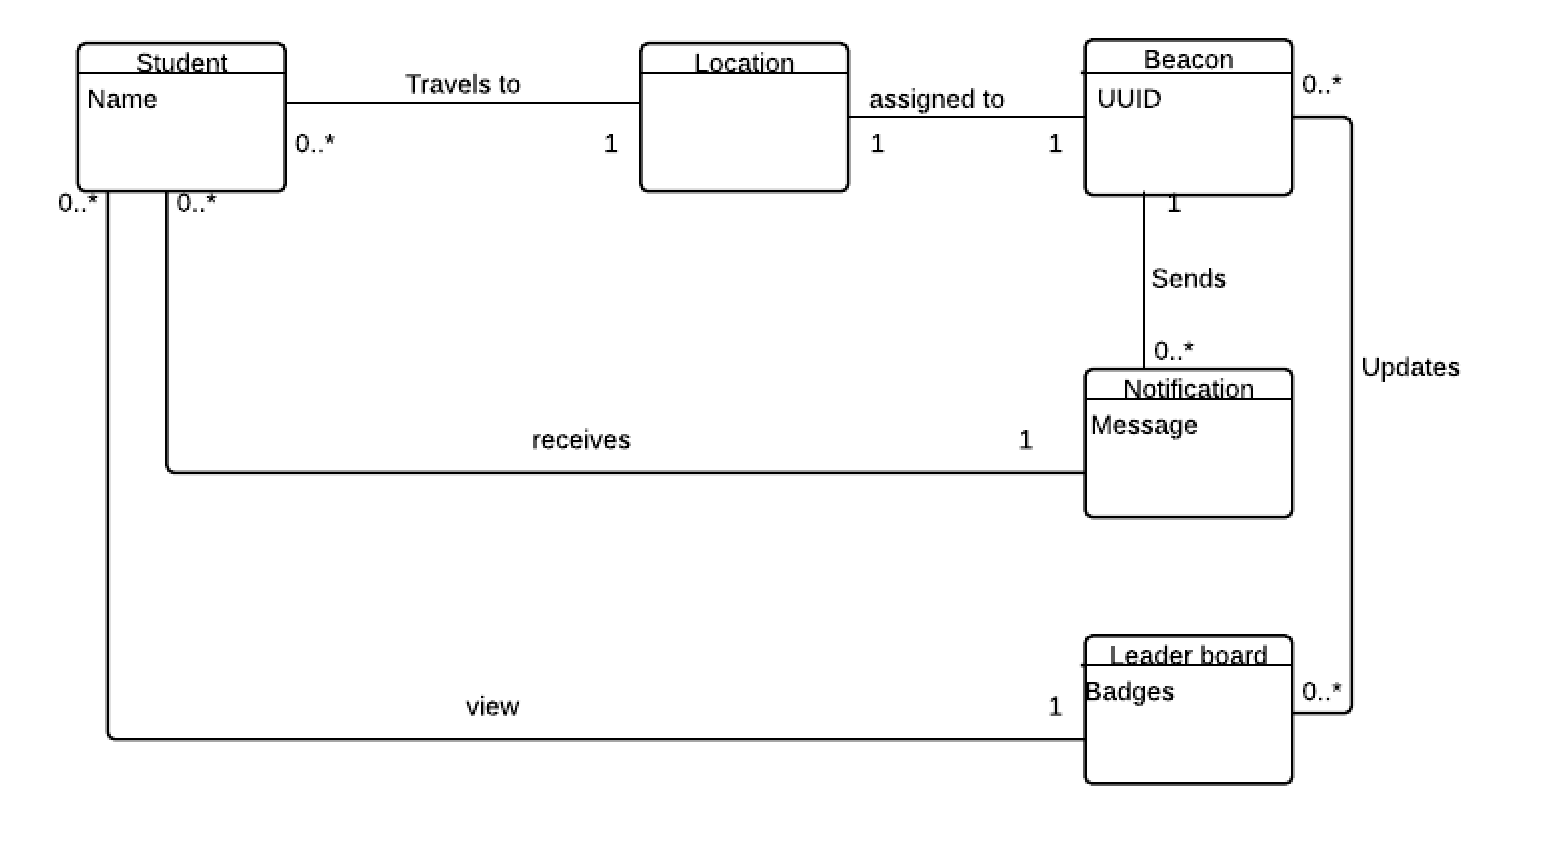 Student
Name
Travels to
0..*
1
Location
assigned to
1
1
Beacon
UUID
0..*
0..*
0..*
1
Sends
0..*
Updates
Notification
Message
receives
1
Leader board
Badges
0..*
view
1